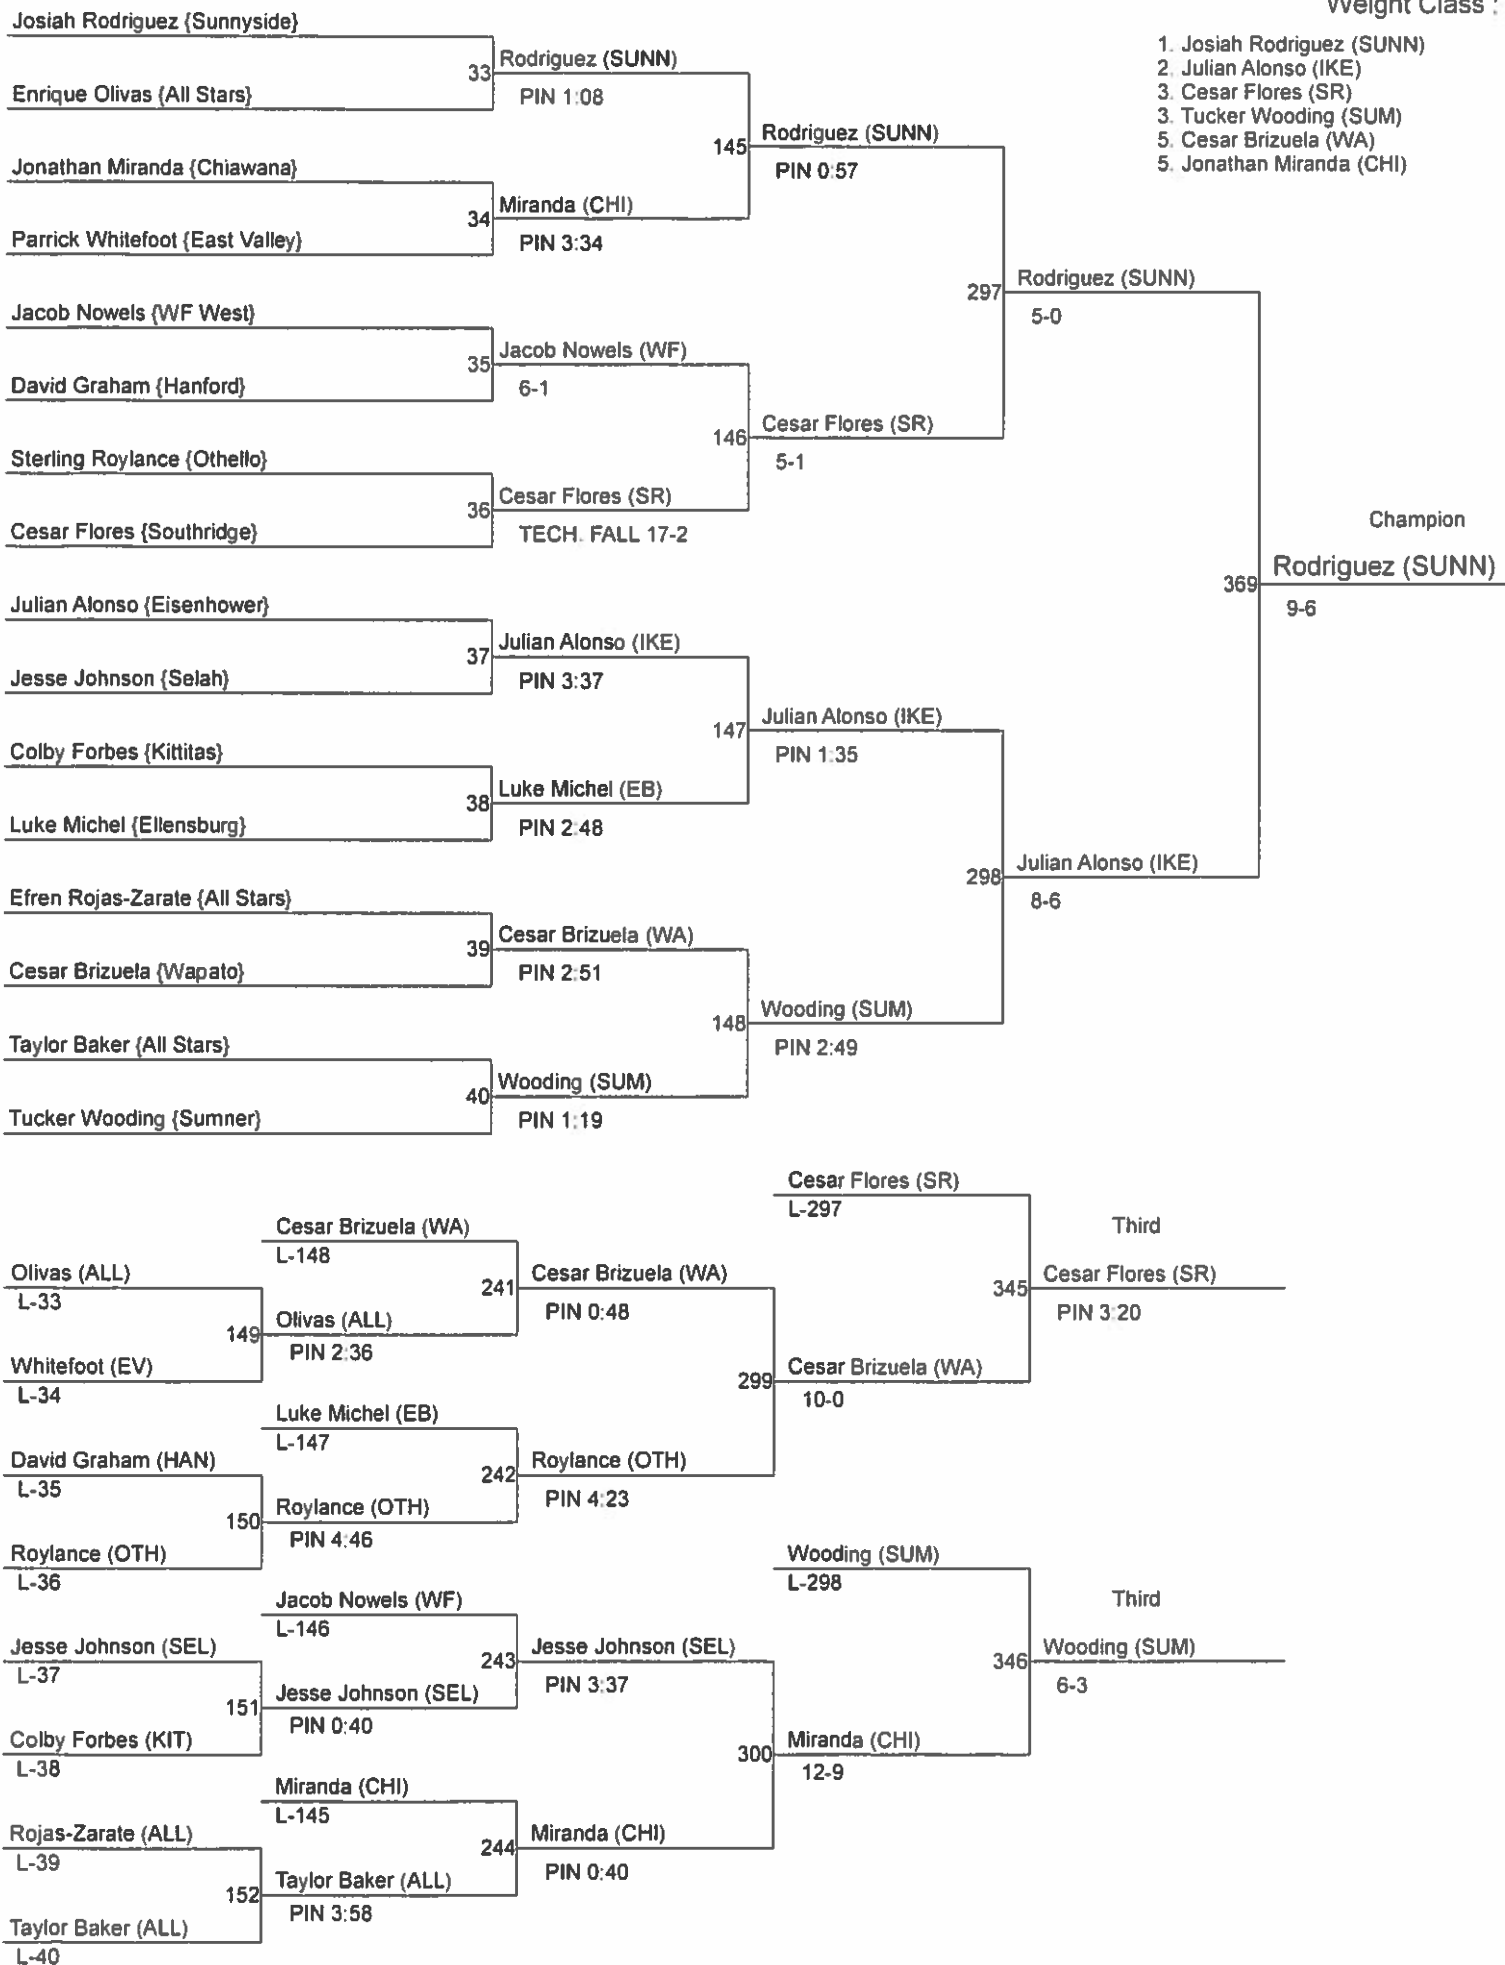 Weight Class :
1. Josiah Rodriguez (SUNN)
2. Julian Alonso (IKE)
3. Cesar Flores (SR)
3. Tucker Wooding (SUM)
5. Cesar Brizuela (WA)
5. Jonathan Miranda (CHI)
Josiah Rodriguez {Sunnyside}
33 Rodriguez (SUNN)
Enrique Olivas {All Stars}
PIN 1:08
145 Rodriguez (SUNN)
PIN 0:57
Jonathan Miranda {Chiawana}
34 Miranda (CHI)
Parrick Whitefoot {East Valley}
PIN 3:34
297 Rodriguez (SUNN)
5-0
Jacob Nowels {WF West}
35 Jacob Nowels (WF)
David Graham {Hanford}
6-1
146 Cesar Flores (SR)
5-1
Sterling Roylance {Othello}
36 Cesar Flores (SR)
Cesar Flores {Southridge}
TECH. FALL 17-2
Champion
369 Rodriguez (SUNN)
9-6
Julian Alonso {Eisenhower}
37 Julian Alonso (IKE)
Jesse Johnson {Selah}
PIN 3:37
147 Julian Alonso (IKE)
PIN 1:35
Colby Forbes {Kittitas}
38 Luke Michel (EB)
Luke Michel {Ellensburg}
PIN 2:48
298 Julian Alonso (IKE)
8-6
Efren Rojas-Zarate {All Stars}
39 Cesar Brizuela (WA)
Cesar Brizuela {Wapato}
PIN 2:51
148 Wooding (SUM)
PIN 2:49
Taylor Baker {All Stars}
40 Wooding (SUM)
Tucker Wooding {Sumner}
PIN 1:19
Cesar Flores (SR)
L-297
Third
Cesar Brizuela (WA)
L-148
Olivas (ALL)
L-33
241 Cesar Brizuela (WA)
PIN 0:48
345 Cesar Flores (SR)
PIN 3:20
149 Olivas (ALL)
PIN 2:36
Whitefoot (EV)
L-34
299 Cesar Brizuela (WA)
10-0
Luke Michel (EB)
L-147
David Graham (HAN)
L-35
242 Roylance (OTH)
PIN 4:23
150 Roylance (OTH)
PIN 4:46
Roylance (OTH)
L-36
Wooding (SUM)
L-298
Third
Jacob Nowels (WF)
L-146
Jesse Johnson (SEL)
L-37
243 Jesse Johnson (SEL)
PIN 3:37
346 Wooding (SUM)
6-3
151 Jesse Johnson (SEL)
PIN 0:40
Colby Forbes (KIT)
L-38
300 Miranda (CHI)
12-9
Miranda (CHI)
L-145
Rojas-Zarate (ALL)
L-39
244 Miranda (CHI)
PIN 0:40
152 Taylor Baker (ALL)
PIN 3:58
Taylor Baker (ALL)
L-40